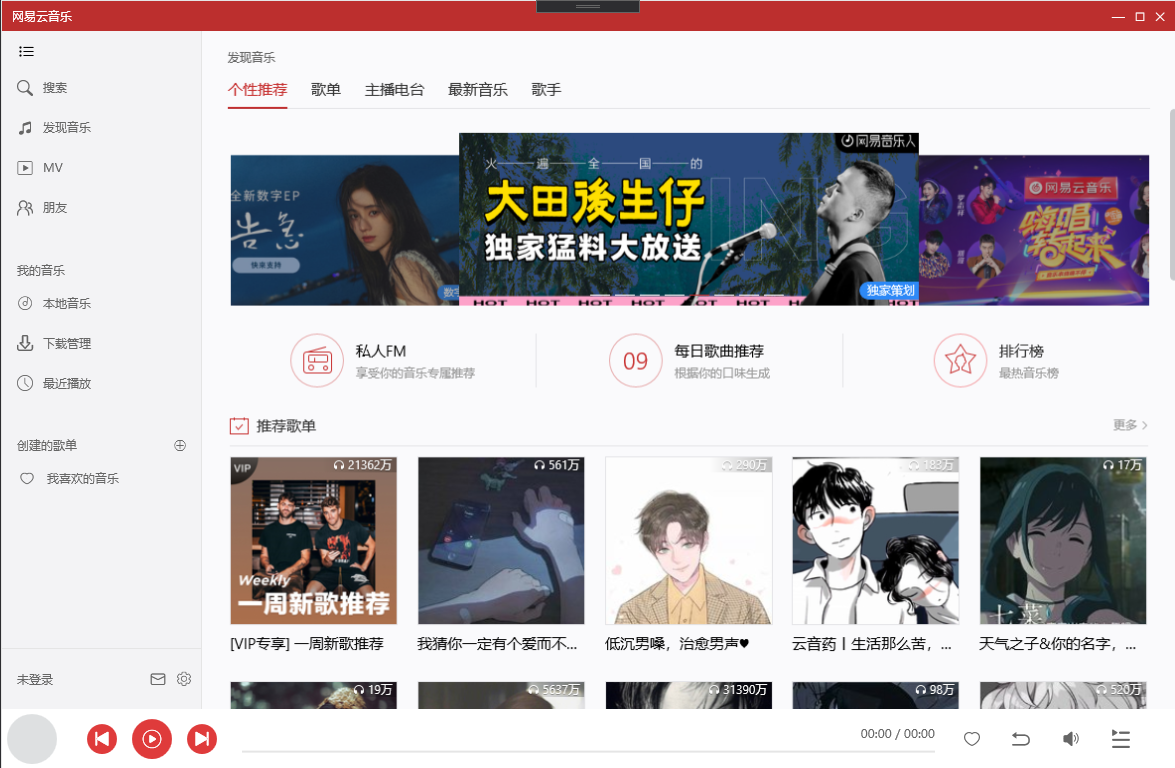 网易云音乐
搜索
发现音乐
MV
朋友
我的音乐
本地音乐
下载管理
最近播放
创建的歌单
我喜欢的音乐
未登录
发现音乐
个性推荐 歌单 主播电台 最新音乐 歌手
全新数字EP
告急
快来支持
数字
网易音乐人
火 遍 全 国 的
大田後生仔
独家猛料大放送
ING
HOT HOT HOT HOT
独家策划
网易云音乐
嗨唱
私人FM
享受你的音乐专属推荐
09
每日歌曲推荐
根据你的口味生成
排行榜
最热音乐榜
推荐歌单
更多
VIP
21362万
Weekly
一周新歌推荐
[VIP专享] 一周新歌推荐
561万
我猜你一定有个爱而不...
290万
低沉男嗓，治愈男声♥
183万
云音药丨生活那么苦，...
17万
七菜
天气之子&你的名字，...
19万
5637万
31390万
98万
520万
00:00 / 00:00